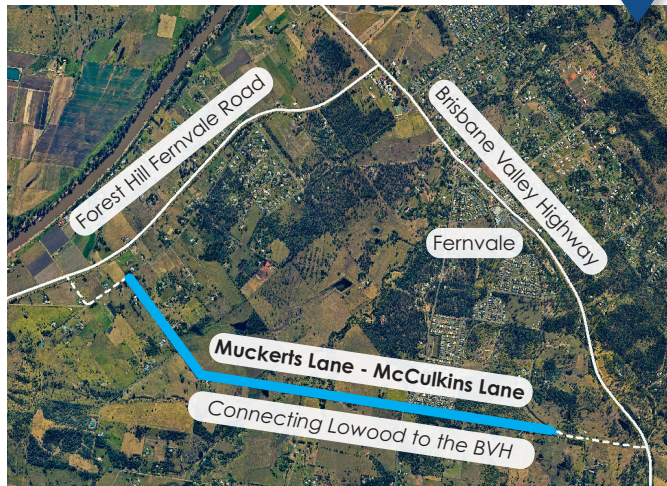 Forest Hill Fernvale Road
Brisbane Valley Highway
Fernvale
Muckerts Lane - McCulkins Lane
Connecting Lowood to the BVH